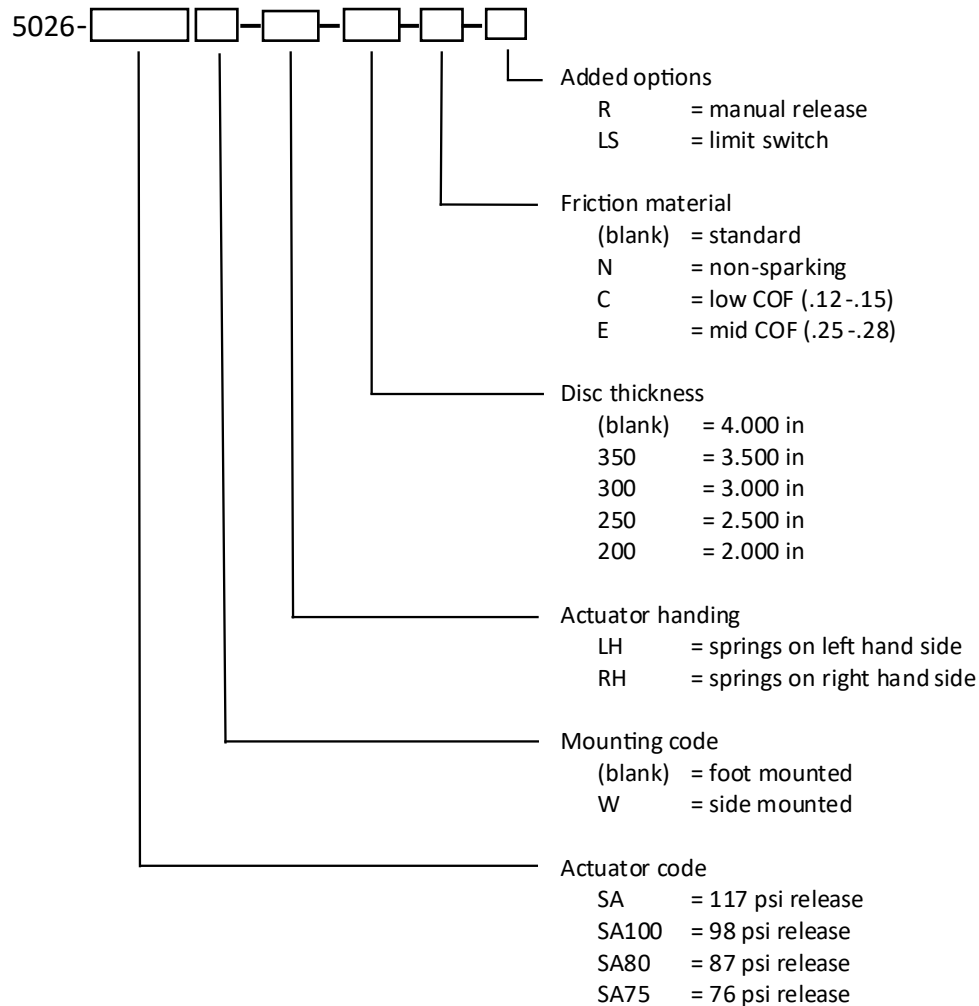 5026-
Added options
R = manual release
LS = limit switch
Friction material
(blank) = standard
N = non-sparking
C = low COF (.12-.15)
E = mid COF (.25-.28)
Disc thickness
(blank) = 4.000 in
350 = 3.500 in
300 = 3.000 in
250 = 2.500 in
200 = 2.000 in
Actuator handing
LH = springs on left hand side
RH = springs on right hand side
Mounting code
(blank) = foot mounted
W = side mounted
Actuator code
SA = 117 psi release
SA100 = 98 psi release
SA80 = 87 psi release
SA75 = 76 psi release